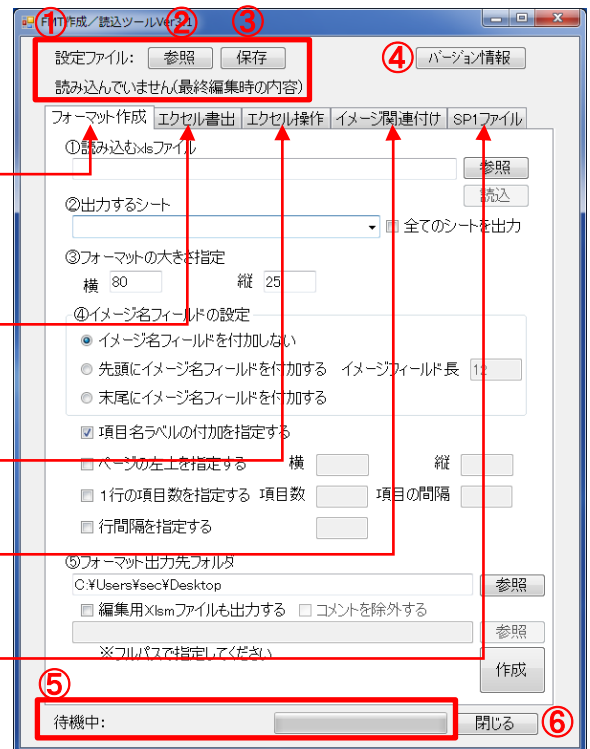 ① ② ③
FMT作成／読込ツールVer3.1
設定ファイル: 参照 保存 ④ バージョン情報
読み込んでいません(最終編集時の内容)
フォーマット作成 エクセル書出 エクセル操作 イメージ関連付け SP1ファイル
①読み込むxlsファイル
参照
読込
②出力するシート
全てのシートを出力
③フォーマットの大きさ指定
横 80 縦 25
④イメージ名フィールドの設定
イメージ名フィールドを付加しない
先頭にイメージ名フィールドを付加する イメージフィールド長 12
末尾にイメージ名フィールドを付加する
項目名ラベルの付加を指定する
ページの左上を指定する 横 縦
1行の項目数を指定する 項目数 項目の間隔
行間隔を指定する
⑤フォーマット出力先フォルダ
C:¥Users¥sec¥Desktop 参照
編集用Xlsmファイルも出力する コメントを除外する
参照
※フルパスで指定してください
作成
⑤
待機中: 閉じる ⑥